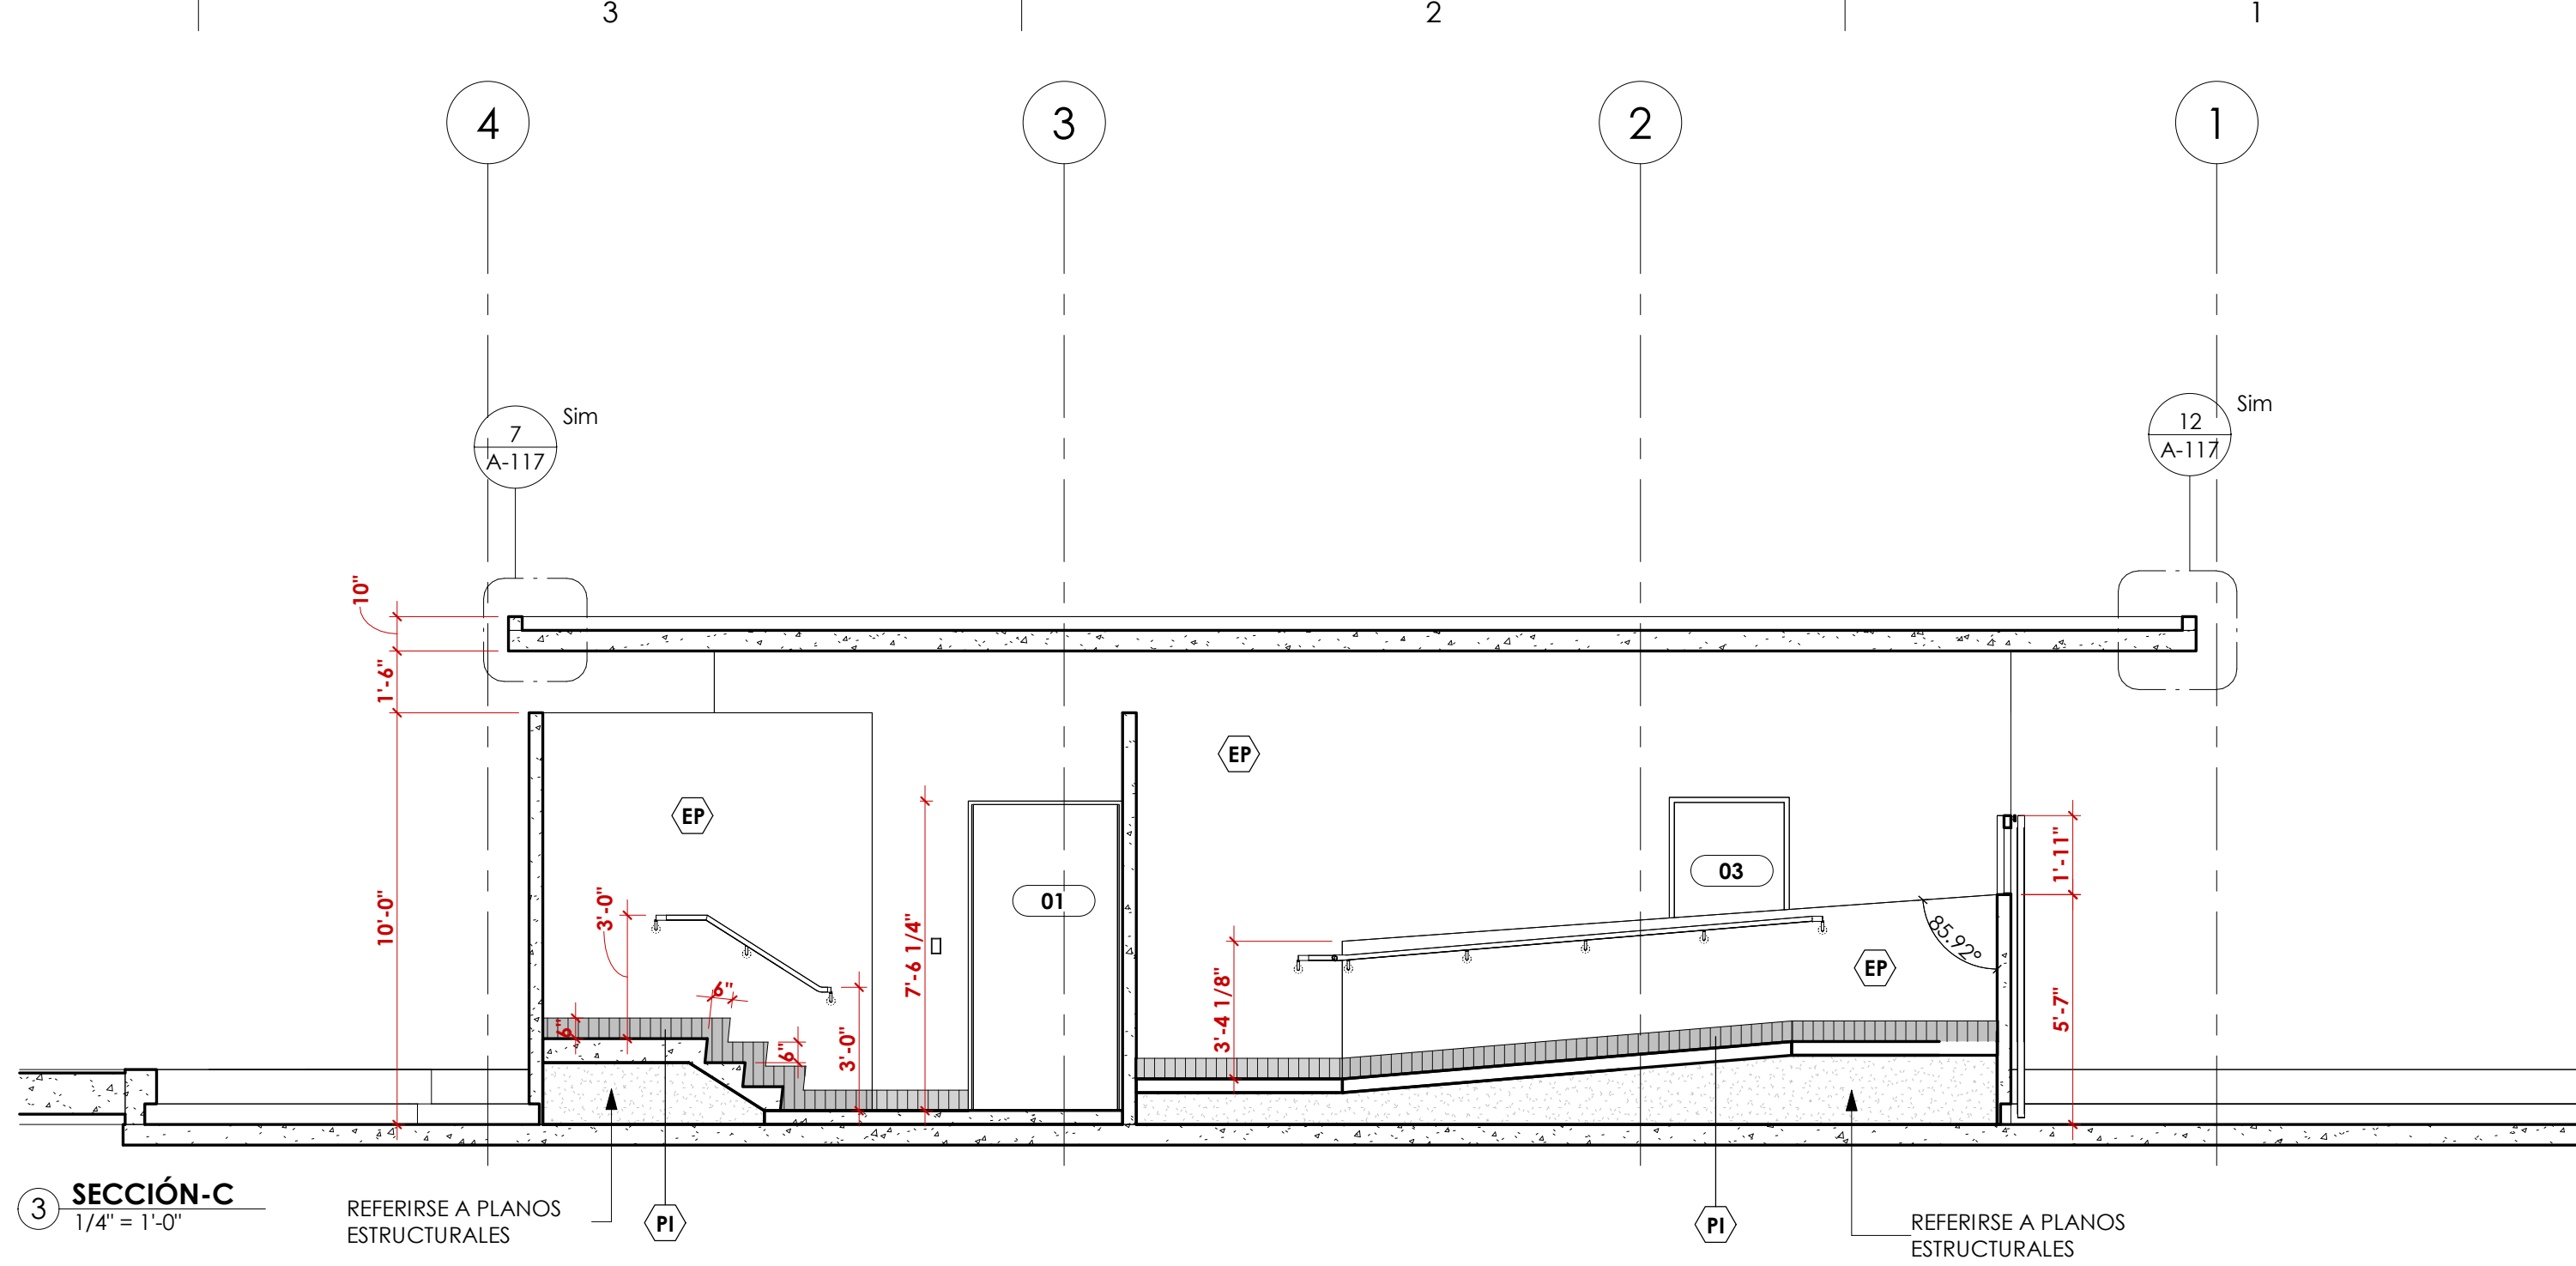 3
2
1
4
3
2
1
7
A-117
Sim
12
A-117
Sim
10"
1'-6"
10'-0"
EP
EP
EP
01
03
3'-0"
6"
6"
6"
3'-0"
7'-6 1/4"
3'-4 1/8"
85.92°
1'-11"
5'-7"
3
SECCIÓN-C
1/4" = 1'-0"
REFERIRSE A PLANOS
ESTRUCTURALES
PI
PI
REFERIRSE A PLANOS
ESTRUCTURALES